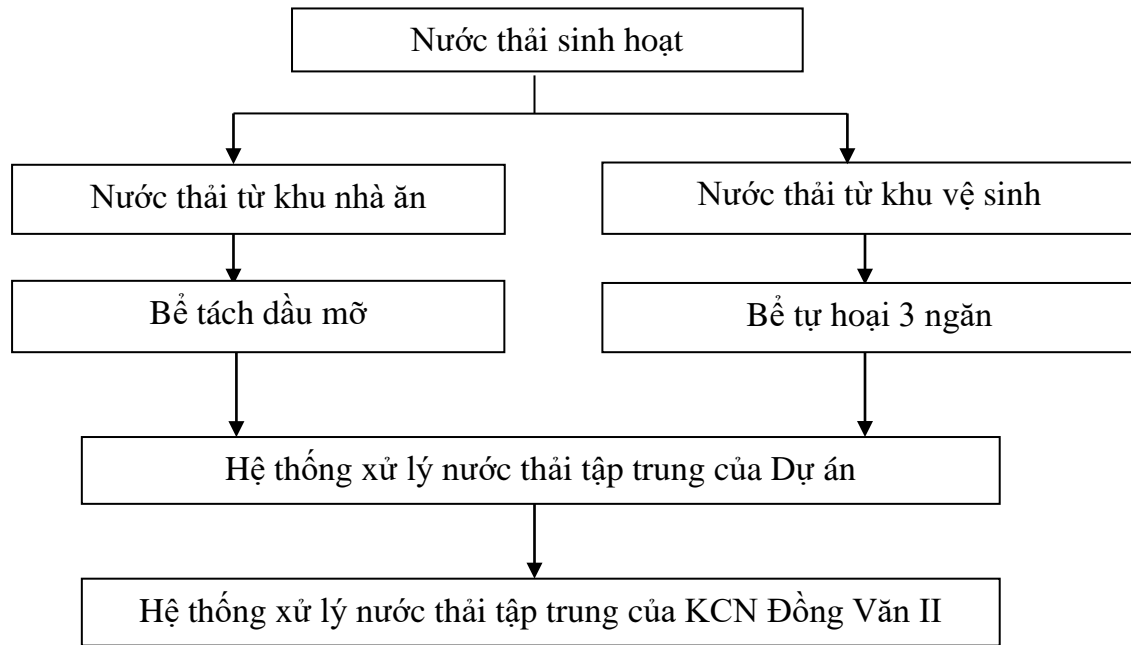 Nước thải sinh hoạt
Nước thải từ khu nhà ăn
Nước thải từ khu vệ sinh
Bể tách dầu mỡ
Bể tự hoại 3 ngăn
Hệ thống xử lý nước thải tập trung của Dự án
Hệ thống xử lý nước thải tập trung của KCN Đồng Văn II